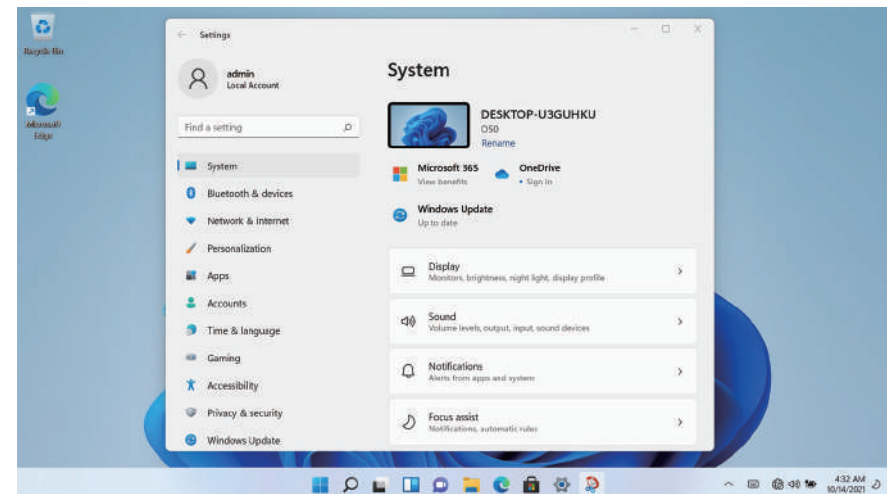 Recycle Bin
Microsoft
Edge
Settings
admin
Local Account
Find a setting
System
Bluetooth & devices
Network & internet
Personalization
Apps
Accounts
Time & language
Gaming
Accessibility
Privacy & security
Windows Update
System
DESKTOP-U3GUHKU
O50
Rename
Microsoft 365
View benefits
OneDrive
• Sign in
Windows Update
Up to date
Display
Monitors, brightness, night light, display profile
Sound
Volume levels, output, input, sound devices
Notifications
Alerts from apps and system
Focus assist
Notifications, automatic rules
4:32 AM
10/14/2021